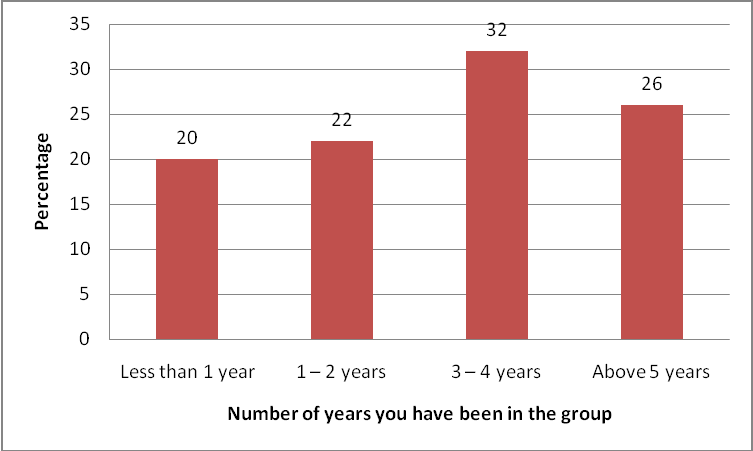 35
30
25
20
15
10
5
0
Percentage
20
22
32
26
Less than 1 year
1 – 2 years
3 – 4 years
Above 5 years
Number of years you have been in the group